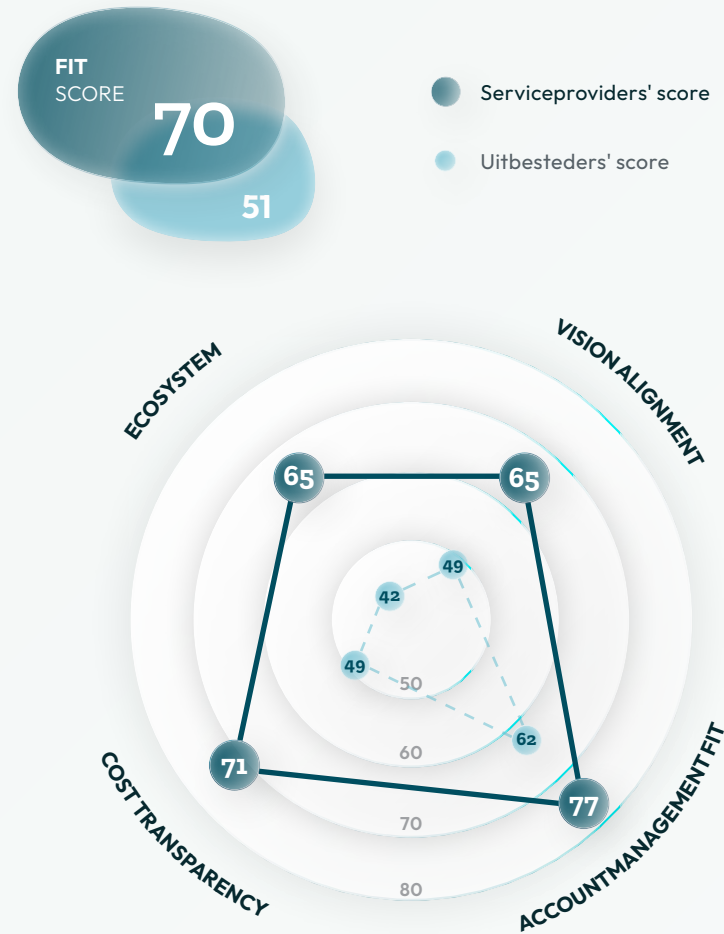 FIT
SCORE
70
51
Serviceproviders' score
Uitbesteders' score
ECOSYSTEM
VISION ALIGNMENT
65
65
49
42
49
50
62
60
71
77
70
80
COST TRANSPARENCY
ACCOUNTMANAGEMENT FIT